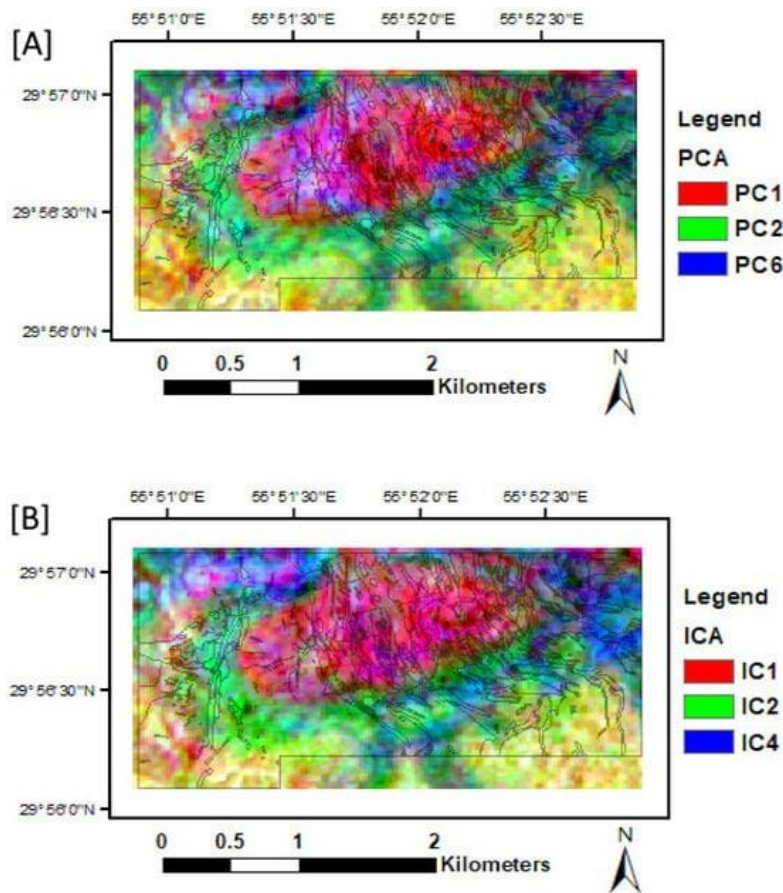 [A]
55°51'0"E 55°51'30"E 55°52'0"E 55°52'30"E
29°57'0"N
29°56'30"N
29°56'0"N
Legend
PCA
PC1
PC2
PC6
0 0.5 1 2
Kilometers
N
[B]
55°51'0"E 55°51'30"E 55°52'0"E 55°52'30"E
29°57'0"N
29°56'30"N
29°56'0"N
Legend
ICA
IC1
IC2
IC4
0 0.5 1 2
Kilometers
N